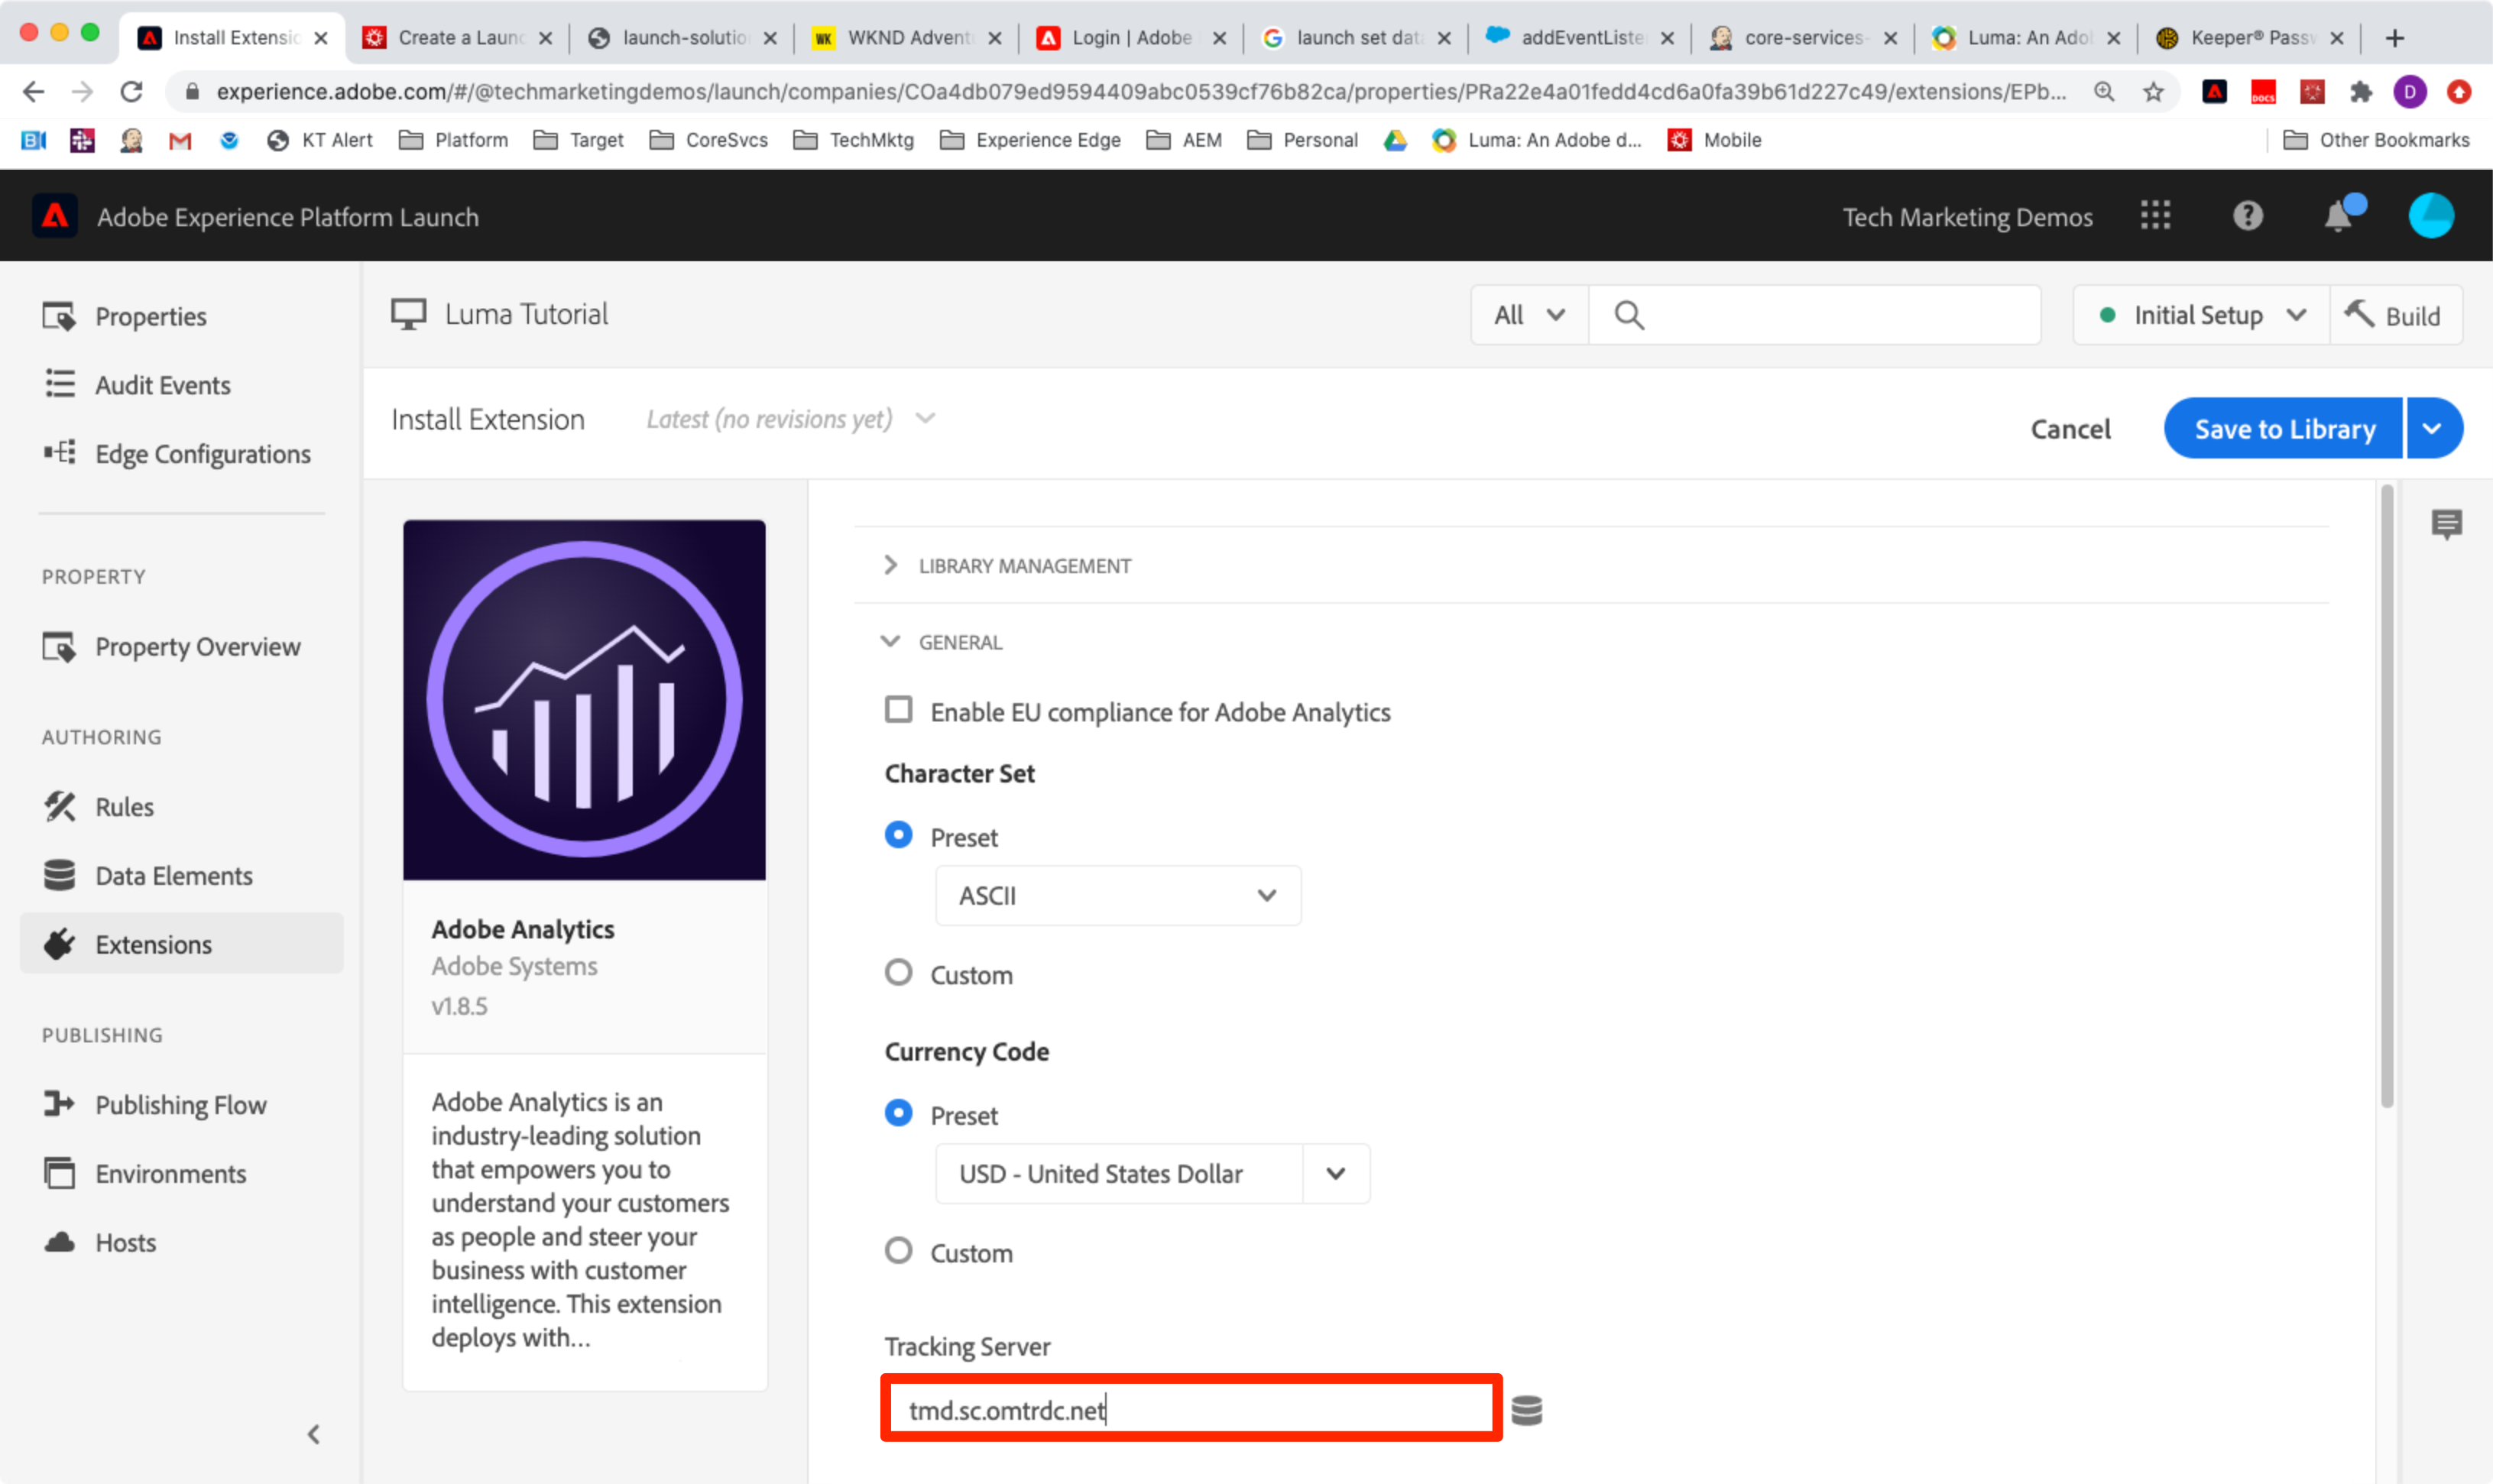 Install Extensio
Create a Laun
launch-solutio
WK WKND Advent
Login | Adobe
launch set dat
addEventListe
core-services-
Luma: An Ado
Keeper® Pass
experience.adobe.com/#/@techmarketingdemos/launch/companies/COa4db079ed9594409abc0539cf76b82ca/properties/PRa22e4a01fedd4cd6a0fa39b61d227c49/extensions/EPb...
DOCS
D
KT Alert
Platform
Target
CoreSvcs
TechMktg
Experience Edge
AEM
Personal
Luma: An Adobe d...
Mobile
Other Bookmarks
Adobe Experience Platform Launch
Tech Marketing Demos
Properties
Audit Events
Edge Configurations
PROPERTY
Property Overview
AUTHORING
Rules
Data Elements
Extensions
PUBLISHING
Publishing Flow
Environments
Hosts
Luma Tutorial
All
Initial Setup
Build
Install Extension
Latest (no revisions yet)
Cancel
Save to Library
Adobe Analytics
Adobe Systems
v1.8.5
Adobe Analytics is an
industry-leading solution
that empowers you to
understand your customers
as people and steer your
business with customer
intelligence. This extension
deploys with...
LIBRARY MANAGEMENT
GENERAL
Enable EU compliance for Adobe Analytics
Character Set
Preset
ASCII
Custom
Currency Code
Preset
USD - United States Dollar
Custom
Tracking Server
tmd.sc.omtrdc.net